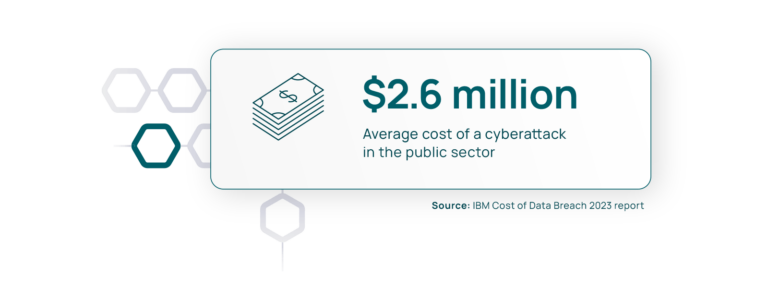 $2.6 million
Average cost of a cyberattack
in the public sector
Source: IBM Cost of Data Breach 2023 report